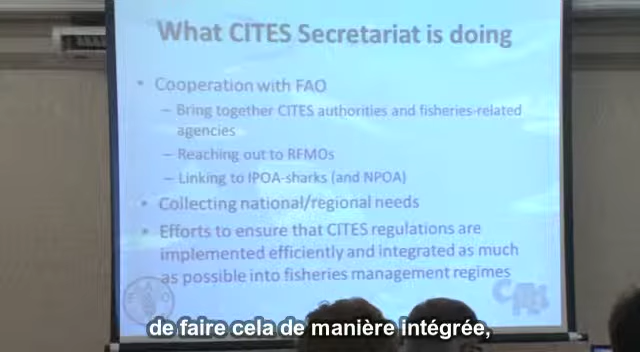 What CITES Secretariat is doing
• Cooperation with FAO
– Bring together CITES authorities and fisheries-related
agencies
– Reaching out to RFMOs
– Linking to IPOA-sharks (and NPOA)
• Collecting national/regional needs
• Efforts to ensure that CITES regulations are
implemented efficiently and integrated as much
as possible into fisheries management regimes
de faire cela de manière intégrée,